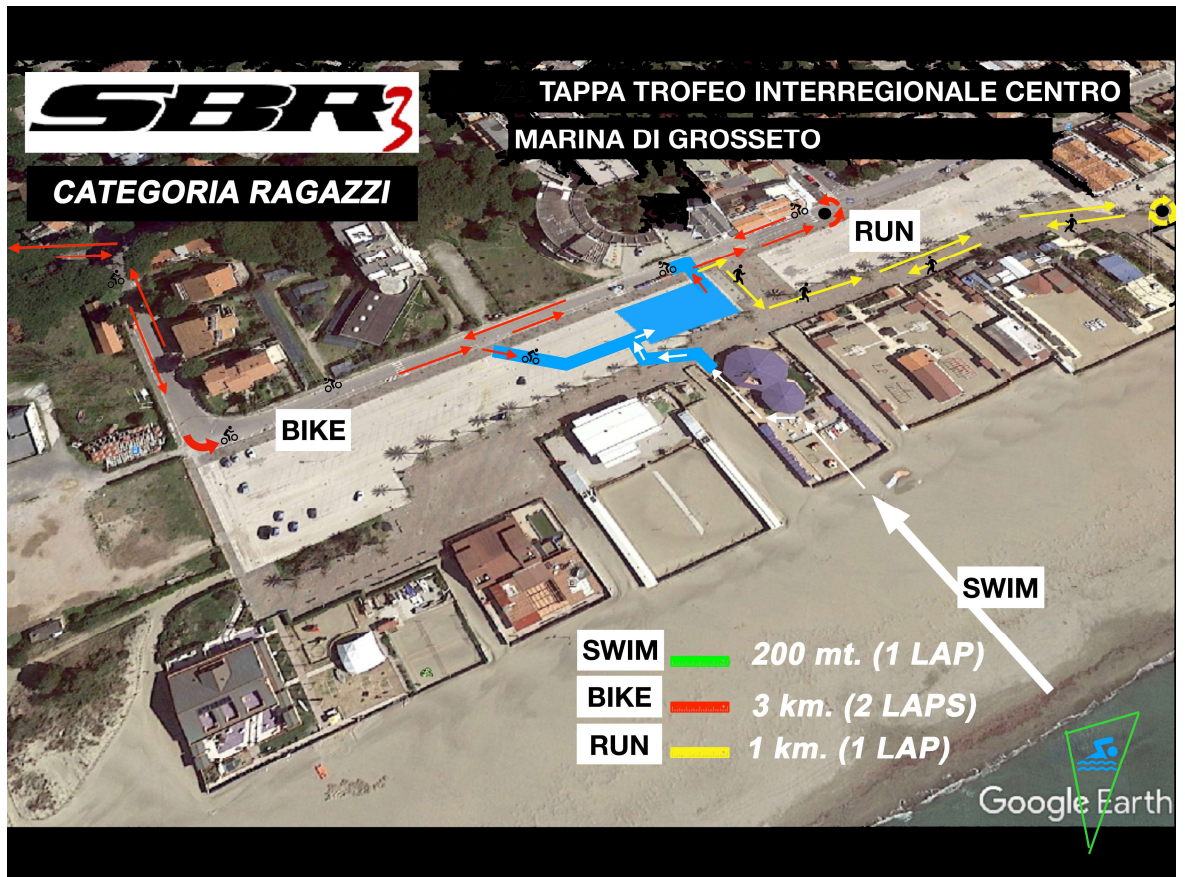 SBR3
TAPPA TROFEO INTERREGIONALE CENTRO
MARINA DI GROSSETO
CATEGORIA RAGAZZI
RUN
BIKE
SWIM
SWIM 200 mt. (1 LAP)
BIKE 3 km. (2 LAPS)
RUN 1 km. (1 LAP)
Google Earth